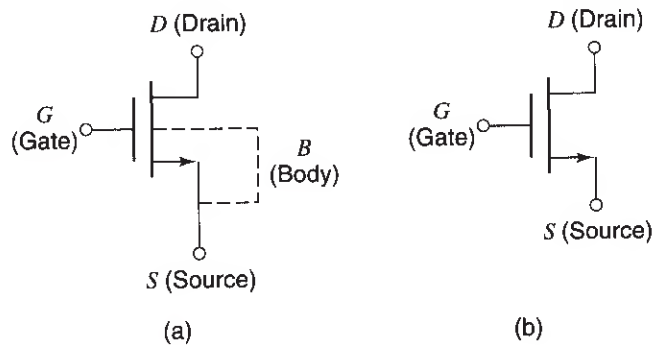 D (Drain)
G
(Gate)
B
(Body)
S (Source)
(a)
D (Drain)
G
(Gate)
S (Source)
(b)